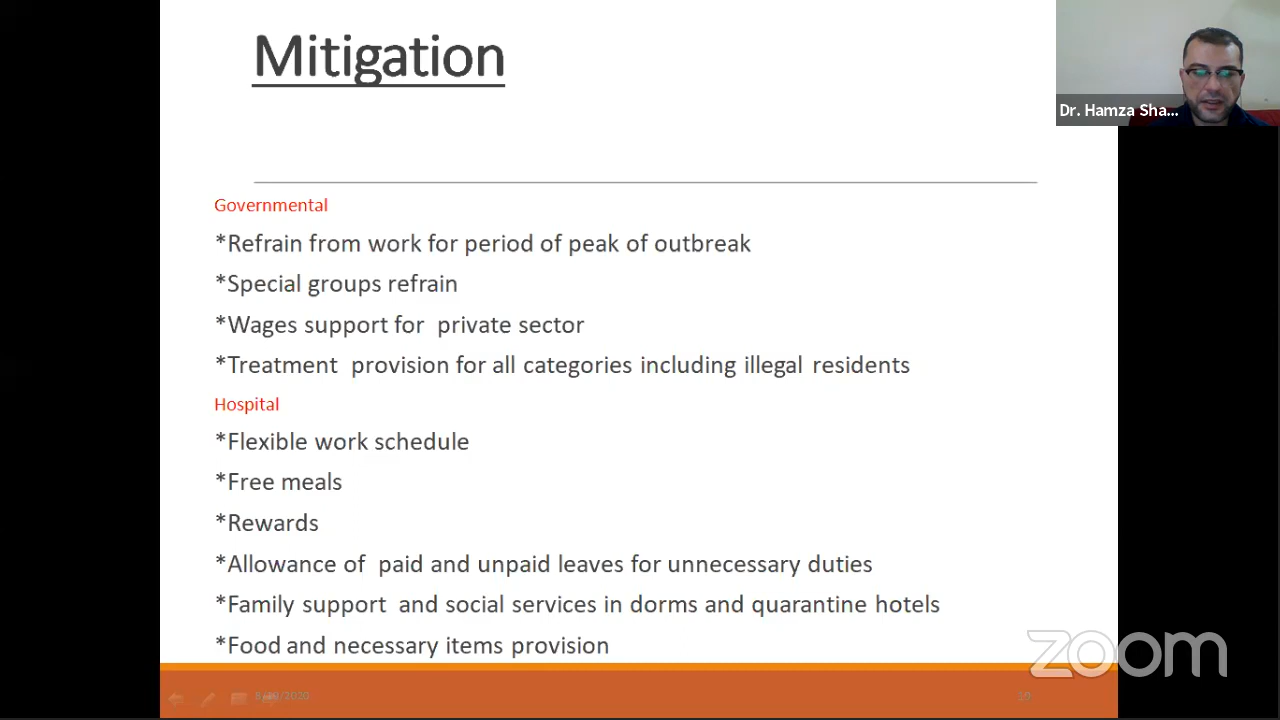 Mitigation
Dr. Hamza Sha...
Governmental
*Refrain from work for period of peak of outbreak
*Special groups refrain
*Wages support for  private sector
*Treatment  provision for all categories including illegal residents
Hospital
*Flexible work schedule
*Free meals
*Rewards
*Allowance of  paid and unpaid leaves for unnecessary duties
*Family support  and social services in dorms and quarantine hotels
*Food and necessary items provision
zoom